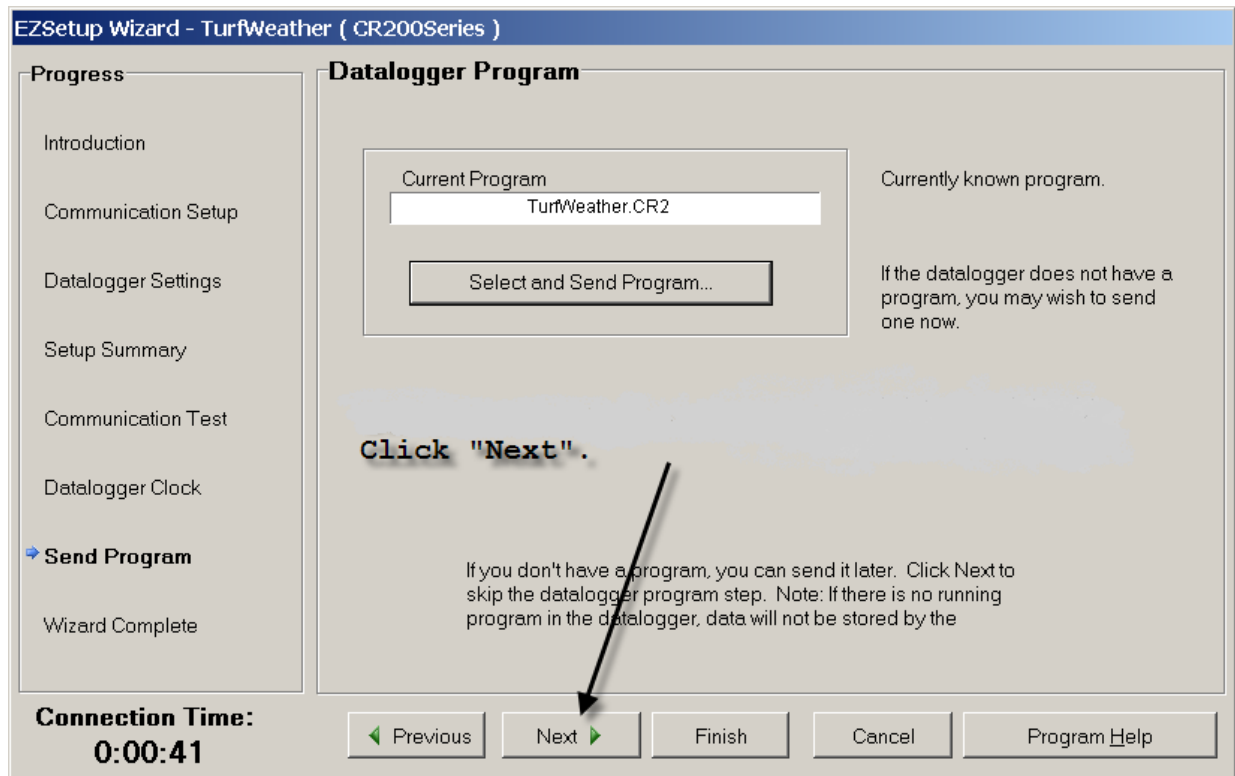 EZSetup Wizard - TurfWeather ( CR200Series )
Progress
Introduction
Communication Setup
Datalogger Settings
Setup Summary
Communication Test
Datalogger Clock
Send Program
Wizard Complete
Connection Time:
0:00:41
Datalogger Program
Current Program
TurfWeather.CR2
Select and Send Program...
Currently known program.
If the datalogger does not have a
program, you may wish to send
one now.
Click "Next".
If you don't have a program, you can send it later. Click Next to
skip the datalogger program step. Note: If there is no running
program in the datalogger, data will not be stored by the
Previous
Next
Finish
Cancel
Program Help